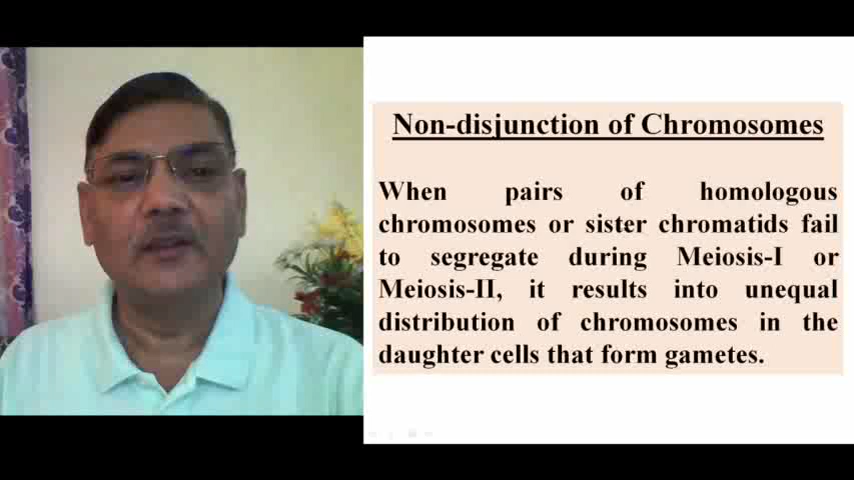 Non-disjunction of Chromosomes
When pairs of homologous
chromosomes or sister chromatids fail
to segregate during Meiosis-I or
Meiosis-II, it results into unequal
distribution of chromosomes in the
daughter cells that form gametes.